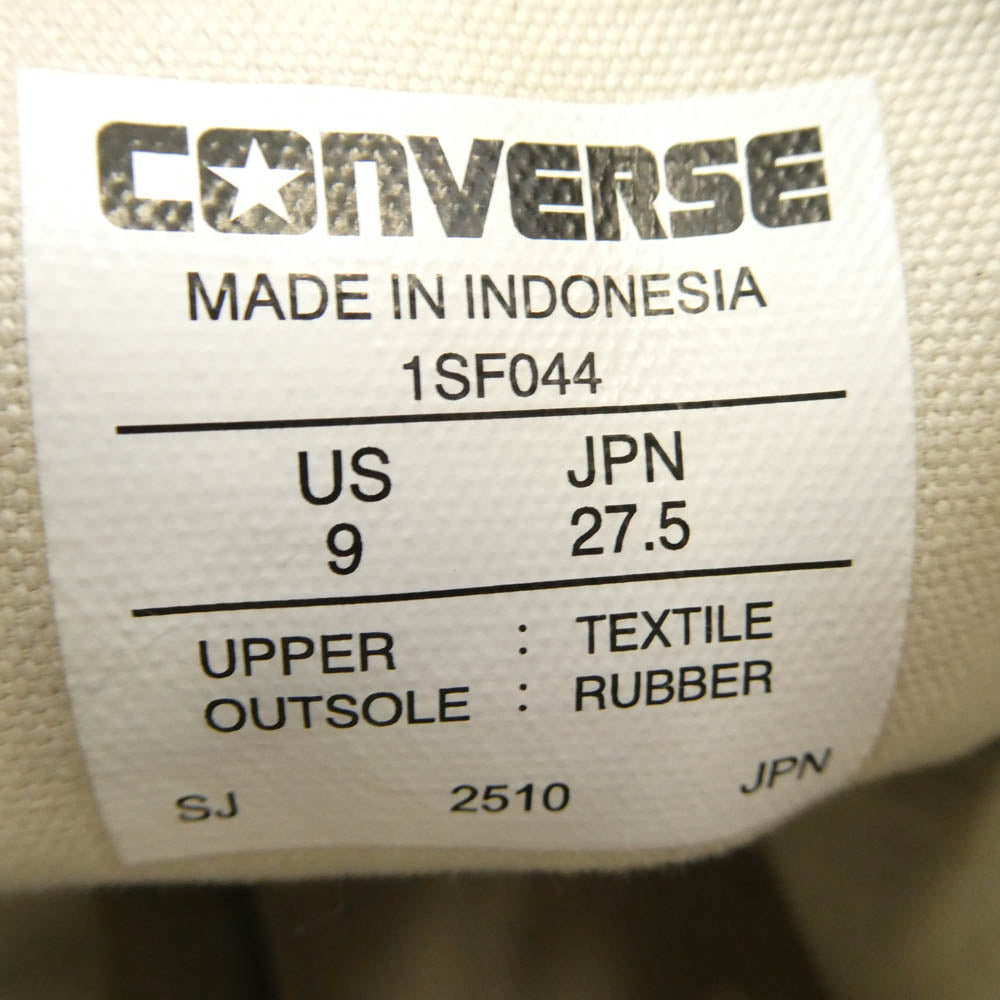 CONVERSE
MADE IN INDONESIA
1SF044
US JPN
9 27.5
UPPER : TEXTILE
OUTSOLE : RUBBER
SJ 2510 JPN